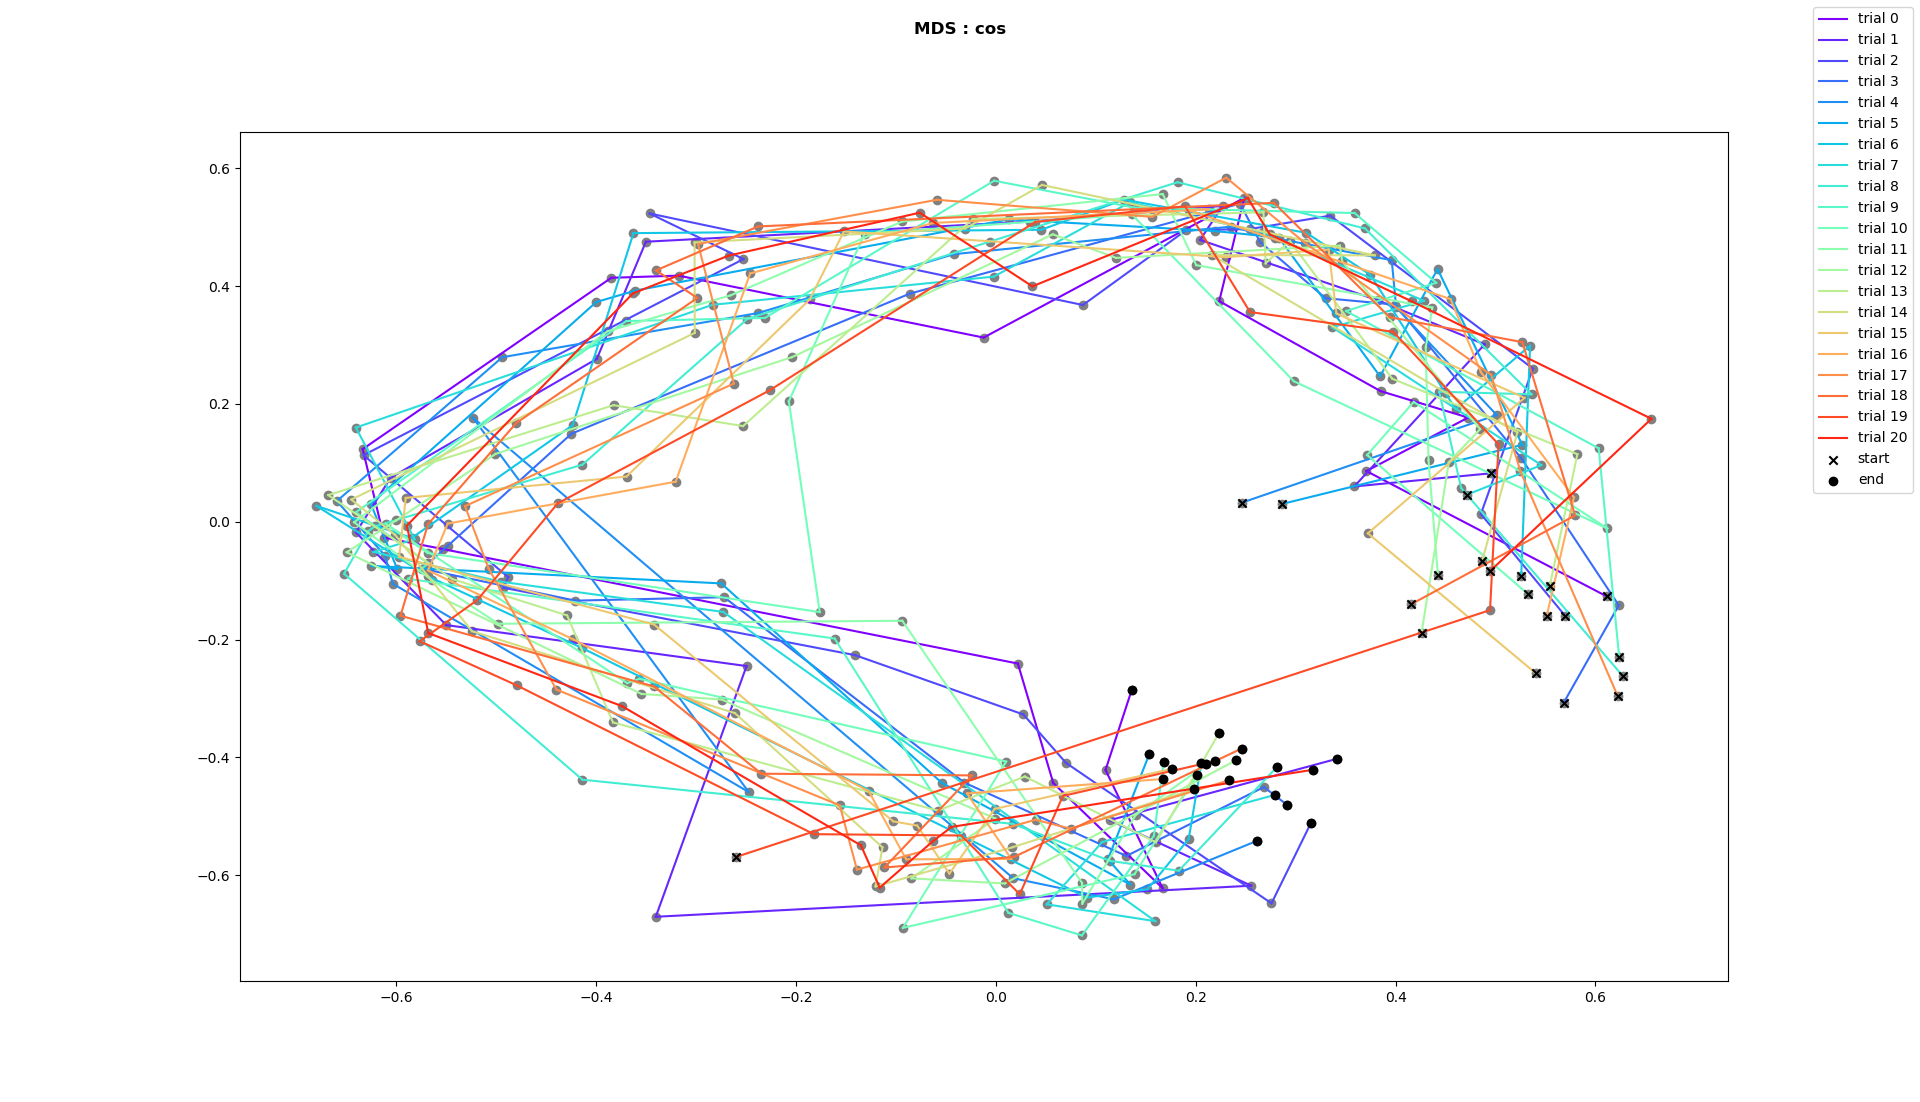 MDS : cos
trial 0
trial 1
trial 2
trial 3
trial 4
trial 5
trial 6
trial 7
trial 8
trial 9
trial 10
trial 11
trial 12
trial 13
trial 14
trial 15
trial 16
trial 17
trial 18
trial 19
trial 20
start
end
0.6
0.4
0.2
0.0
−0.2
−0.4
−0.6
−0.6
−0.4
−0.2
0.0
0.2
0.4
0.6